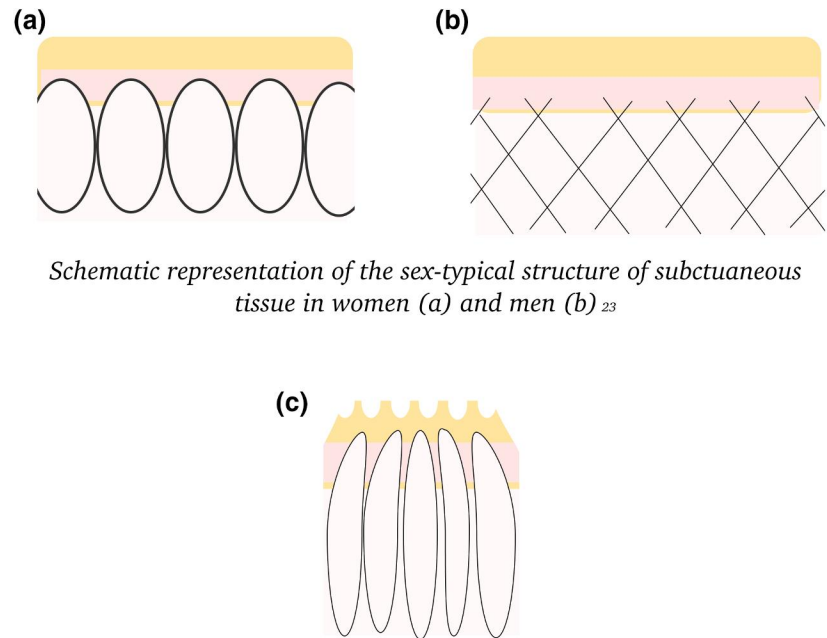 (a)
(b)
Schematic representation of the sex-typical structure of subctuaneous
tissue in women (a) and men (b) 23
(c)